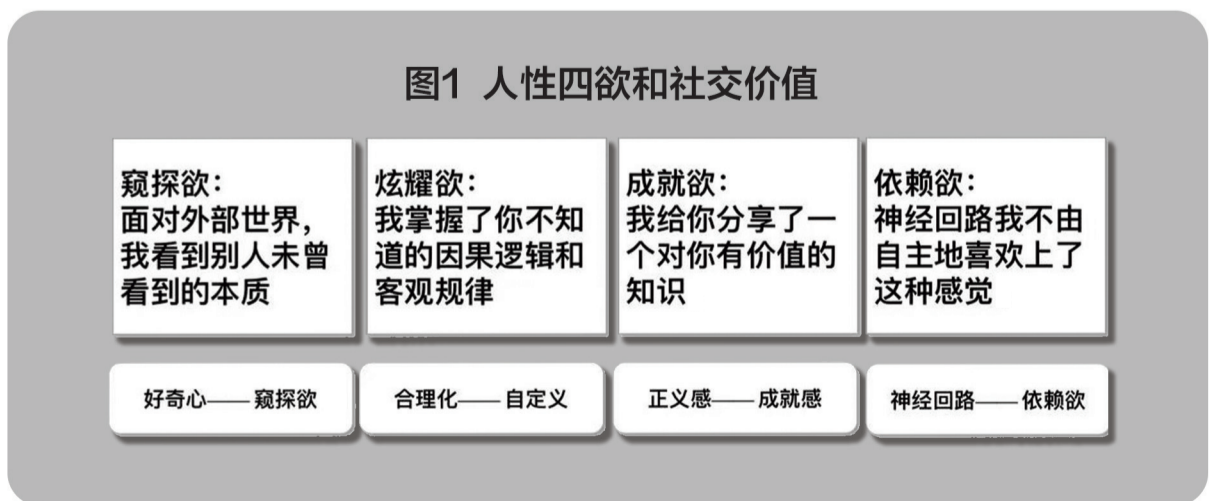 图1 人性四欲和社交价值
窥探欲：
面对外部世界，
我看到别人未曾
看到的本质
炫耀欲：
我掌握了你不知
道的因果逻辑和
客观规律
成就欲：
我给你分享了一
个对你有价值的
知识
依赖欲：
神经回路我不由
自主地喜欢上了
这种感觉
好奇心——窥探欲
合理化——自定义
正义感——成就感
神经回路——依赖欲